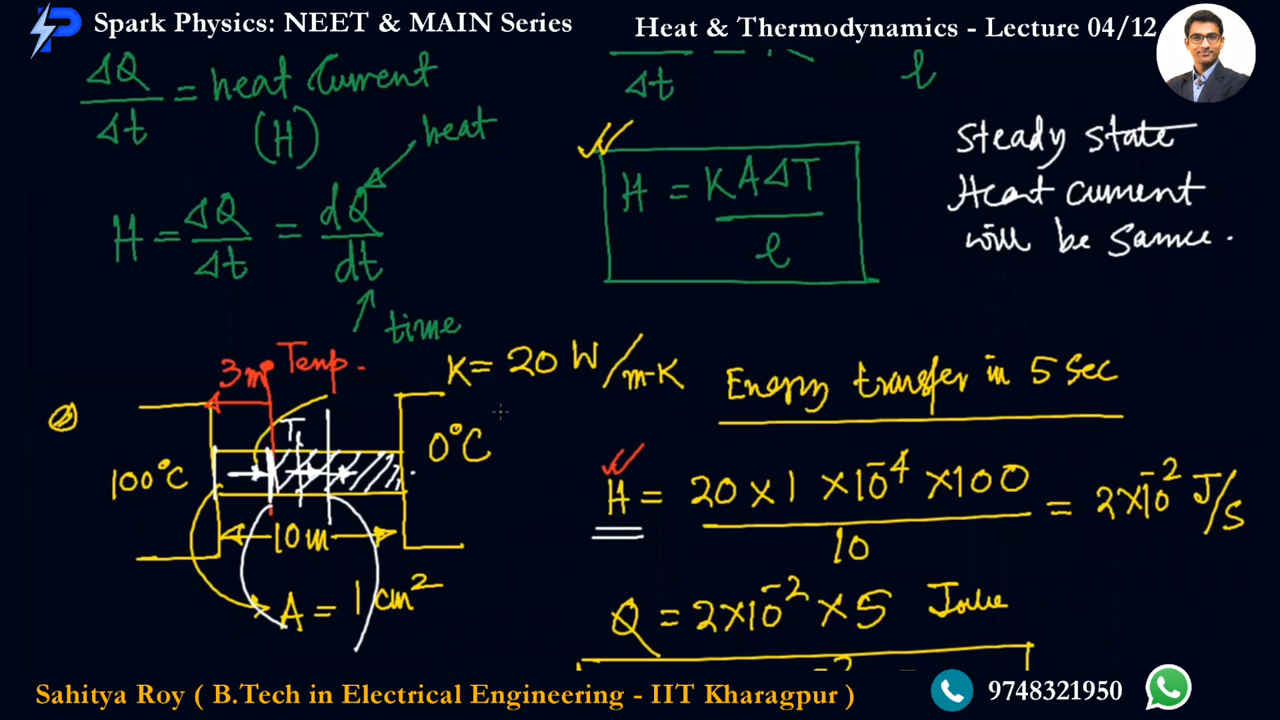 Spark Physics: NEET & MAIN Series
Heat & Thermodynamics - Lecture 04/12
ΔQ/Δt = heat Current
(H)
heat
H = ΔQ/Δt = dQ/dt
time
Δt
l
H = KAΔT/l
Steady state
Heat current
will be same.
3m
Temp.
K = 20 W/m-K
100°C
T
0°C
10m
A = 1 cm²
Energy transfer in 5 Sec
H = 20 × 1 × 10⁻⁴ × 100 / 10 = 2×10⁻² J/S
Q = 2×10⁻² × 5 Joule
Sahitya Roy ( B.Tech in Electrical Engineering - IIT Kharagpur )
9748321950